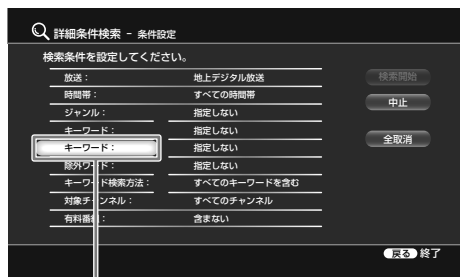 詳細条件検索 - 条件設定
検索条件を設定してください。
放送： 地上デジタル放送
時間帯： すべての時間帯
ジャンル： 指定しない
キーワード： 指定しない
キーワード： 指定しない
除外ワード： 指定しない
キーワード検索方法： すべてのキーワードを含む
対象チャンネル： すべてのチャンネル
有料番組： 含まない
検索開始
中止
全取消
戻る 終了